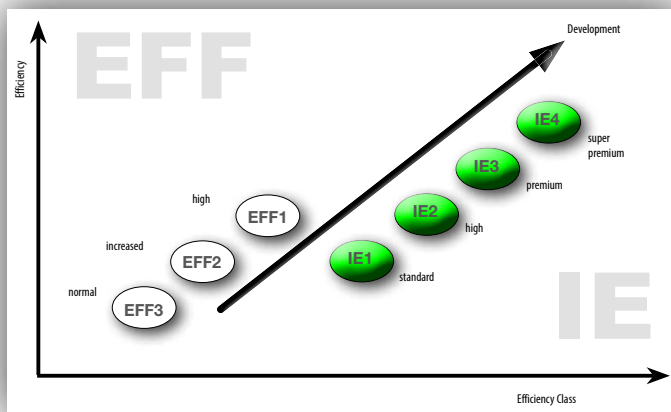 Development
EFF
Efficiency
IE4
super
premium
IE3
premium
high
EFF1
IE2
high
increased
EFF2
IE1
standard
normal
EFF3
IE
Efficiency Class